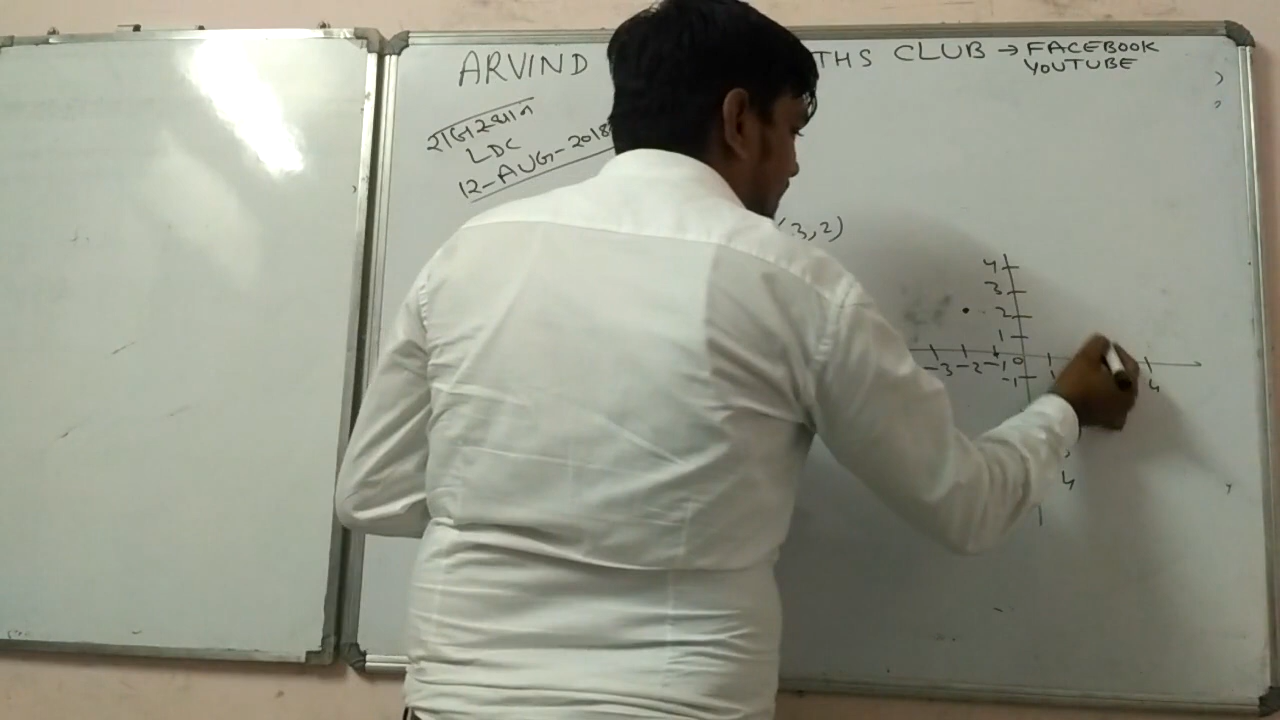 ARVIND THS CLUB → FACEBOOK
YOUTUBE
राजस्थान
LDC
12-AUG-2018
(3,2)
4
3
2
1
-3 -2 -1 0 1 4
-1
4